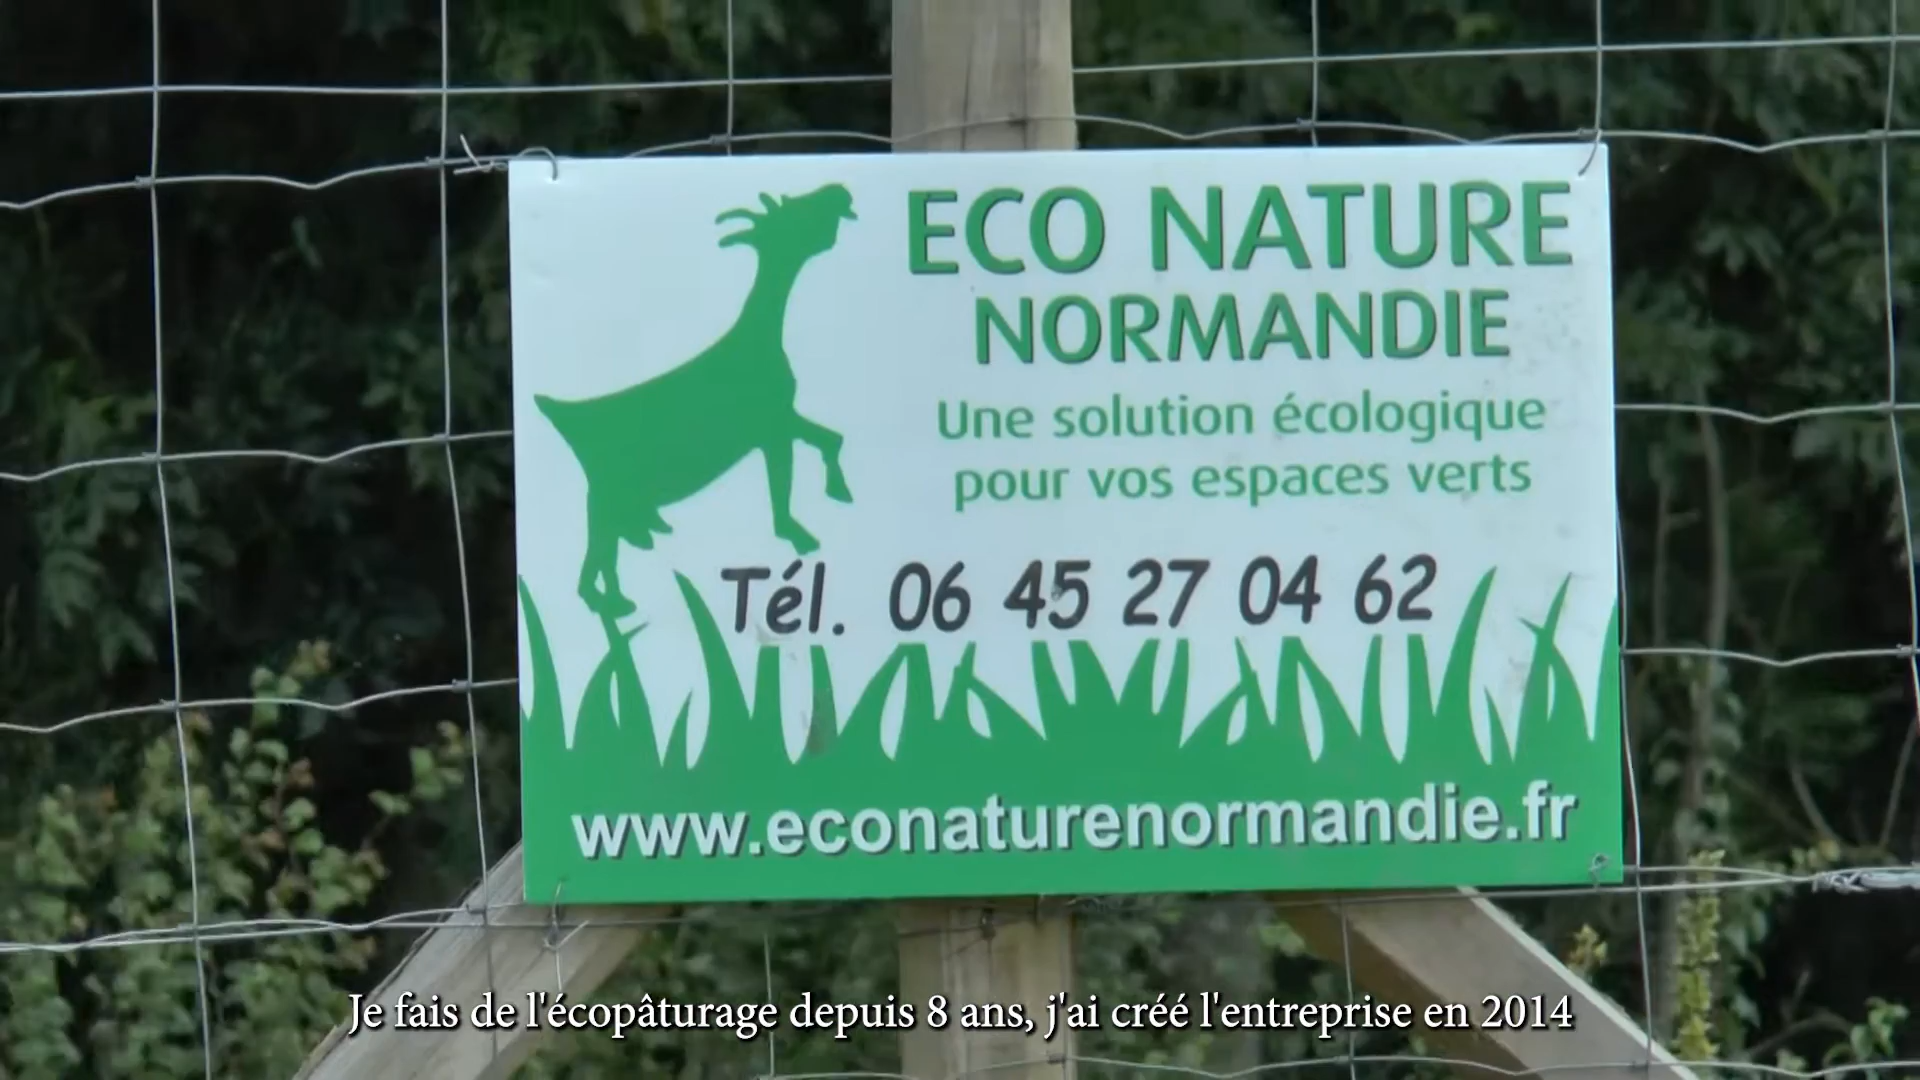 ECO NATURE
NORMANDIE
Une solution écologique
pour vos espaces verts
Tél. 06 45 27 04 62
www.econaturenormandie.fr
Je fais de l'écopâturage depuis 8 ans, j'ai créé l'entreprise en 2014